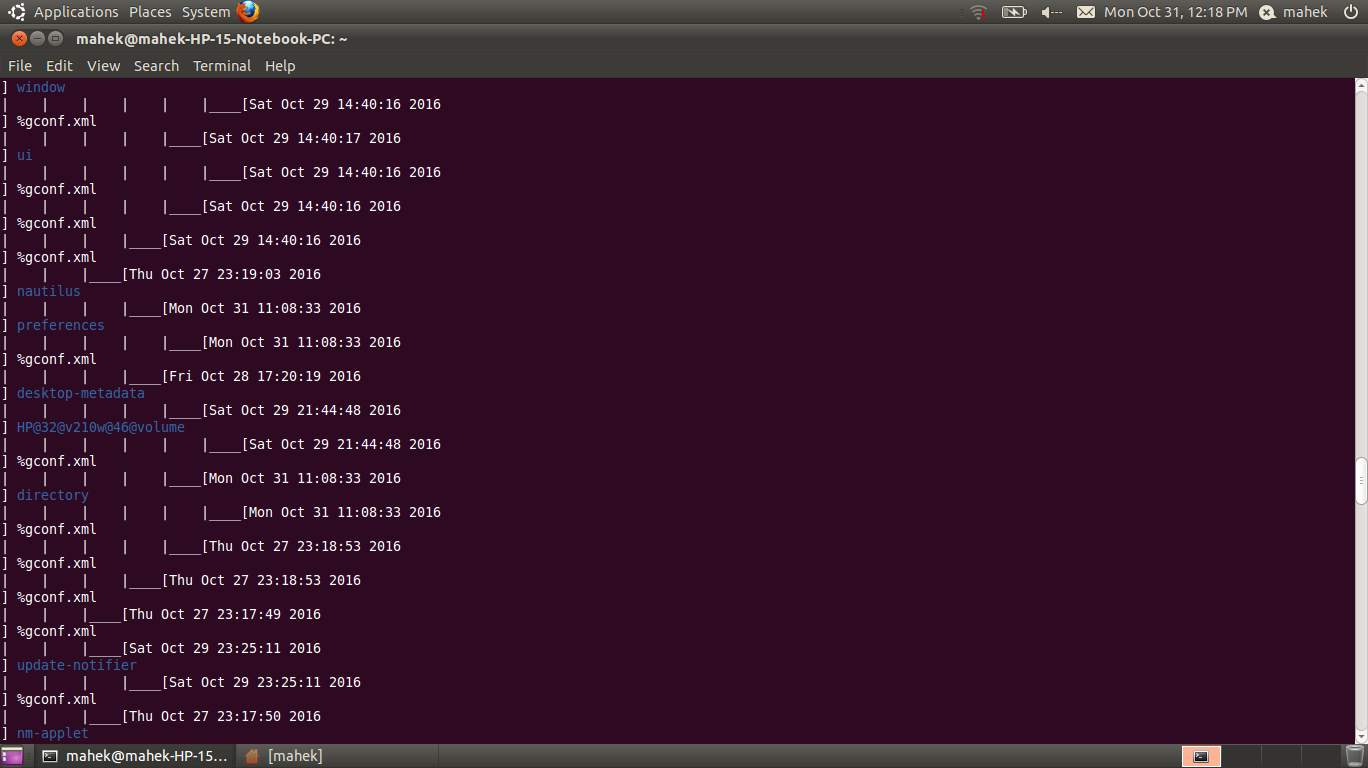 Applications Places System Mon Oct 31, 12:18 PM mahek
mahek@mahek-HP-15-Notebook-PC: ~
File Edit View Search Terminal Help
] window
|    |    |    |    |    |____[Sat Oct 29 14:40:16 2016
] %gconf.xml
|    |    |    |    |____[Sat Oct 29 14:40:17 2016
] ui
|    |    |    |    |    |____[Sat Oct 29 14:40:16 2016
] %gconf.xml
|    |    |    |    |____[Sat Oct 29 14:40:16 2016
] %gconf.xml
|    |    |    |____[Sat Oct 29 14:40:16 2016
] %gconf.xml
|    |    |____[Thu Oct 27 23:19:03 2016
] nautilus
|    |    |    |____[Mon Oct 31 11:08:33 2016
] preferences
|    |    |    |    |____[Mon Oct 31 11:08:33 2016
] %gconf.xml
|    |    |    |____[Fri Oct 28 17:20:19 2016
] desktop-metadata
|    |    |    |    |____[Sat Oct 29 21:44:48 2016
] HP@32@v210w@46@volume
|    |    |    |    |    |____[Sat Oct 29 21:44:48 2016
] %gconf.xml
|    |    |    |    |____[Mon Oct 31 11:08:33 2016
] directory
|    |    |    |    |    |____[Mon Oct 31 11:08:33 2016
] %gconf.xml
|    |    |    |    |____[Thu Oct 27 23:18:53 2016
] %gconf.xml
|    |    |    |____[Thu Oct 27 23:18:53 2016
] %gconf.xml
|    |    |____[Thu Oct 27 23:17:49 2016
] %gconf.xml
|    |    |____[Sat Oct 29 23:25:11 2016
] update-notifier
|    |    |    |____[Sat Oct 29 23:25:11 2016
] %gconf.xml
|    |    |____[Thu Oct 27 23:17:50 2016
] nm-applet
mahek@mahek-HP-15... [mahek]